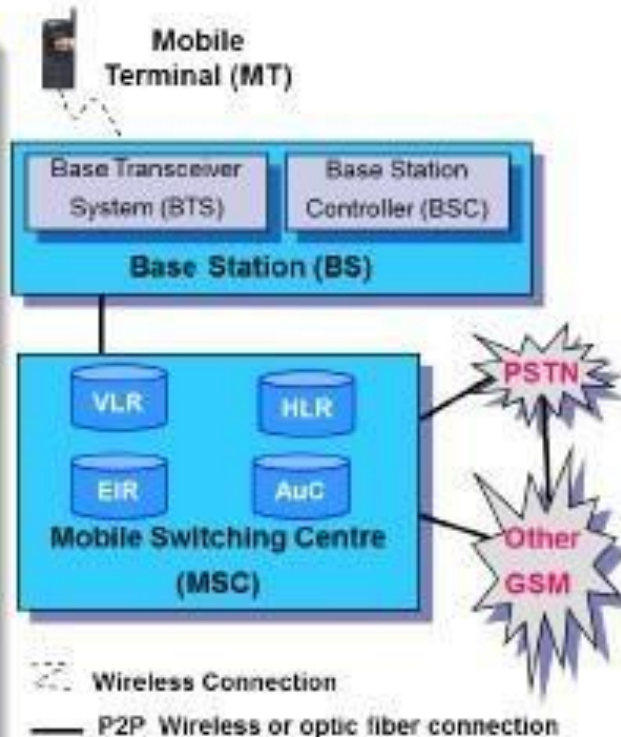 Mobile
Terminal (MT)
Base Transceiver
System (BTS)
Base Station
Controller (BSC)
Base Station (BS)
VLR
HLR
EIR
AuC
Mobile Switching Centre
(MSC)
PSTN
Other
GSM
Wireless Connection
P2P Wireless or optic fiber connection